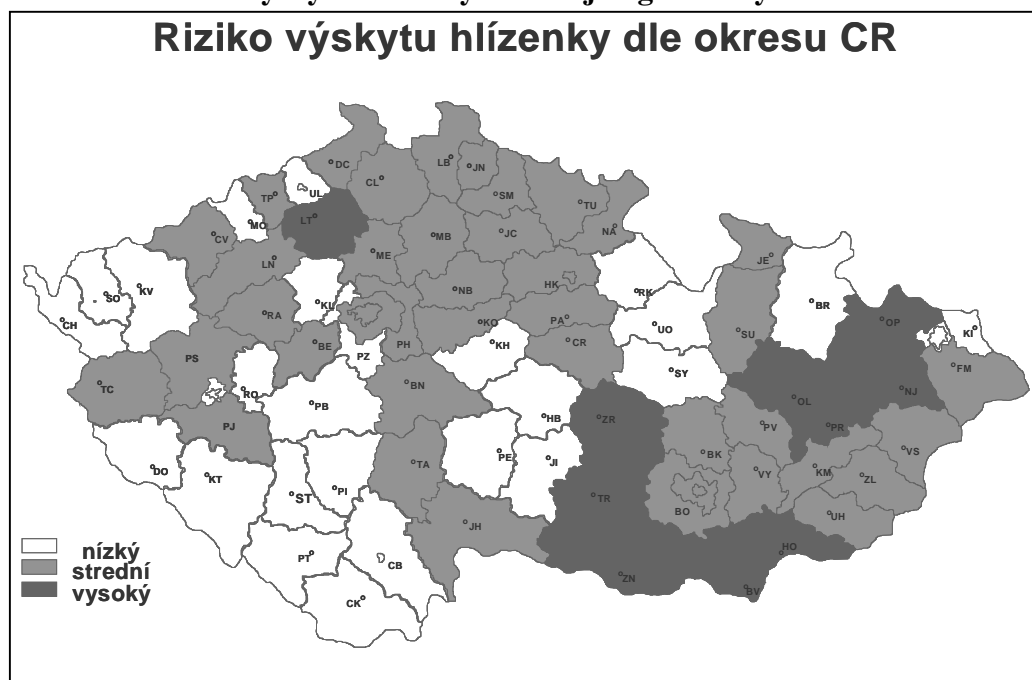 Riziko výskytu hlízenky dle okresu CR
DC
LB
JN
CL
UL
TP
SM
TU
LT
MO
NA
CV
MB
JC
ME
LN
JE
HK
NB
RK
SO
KV
KL
BR
CH
RA
KO
PA
UO
OP
PH
SU
KI
BE
KH
CR
PS
PZ
FM
TC
RO
BN
SY
NJ
PB
OL
HB
ZR
PJ
PV
PR
VS
PE
BK
DO
KT
TA
JI
KM
ZL
VY
PI
ST
TR
BO
UH
JH
HO
PT
CB
ZN
BV
CK
nízký
strední
vysoký